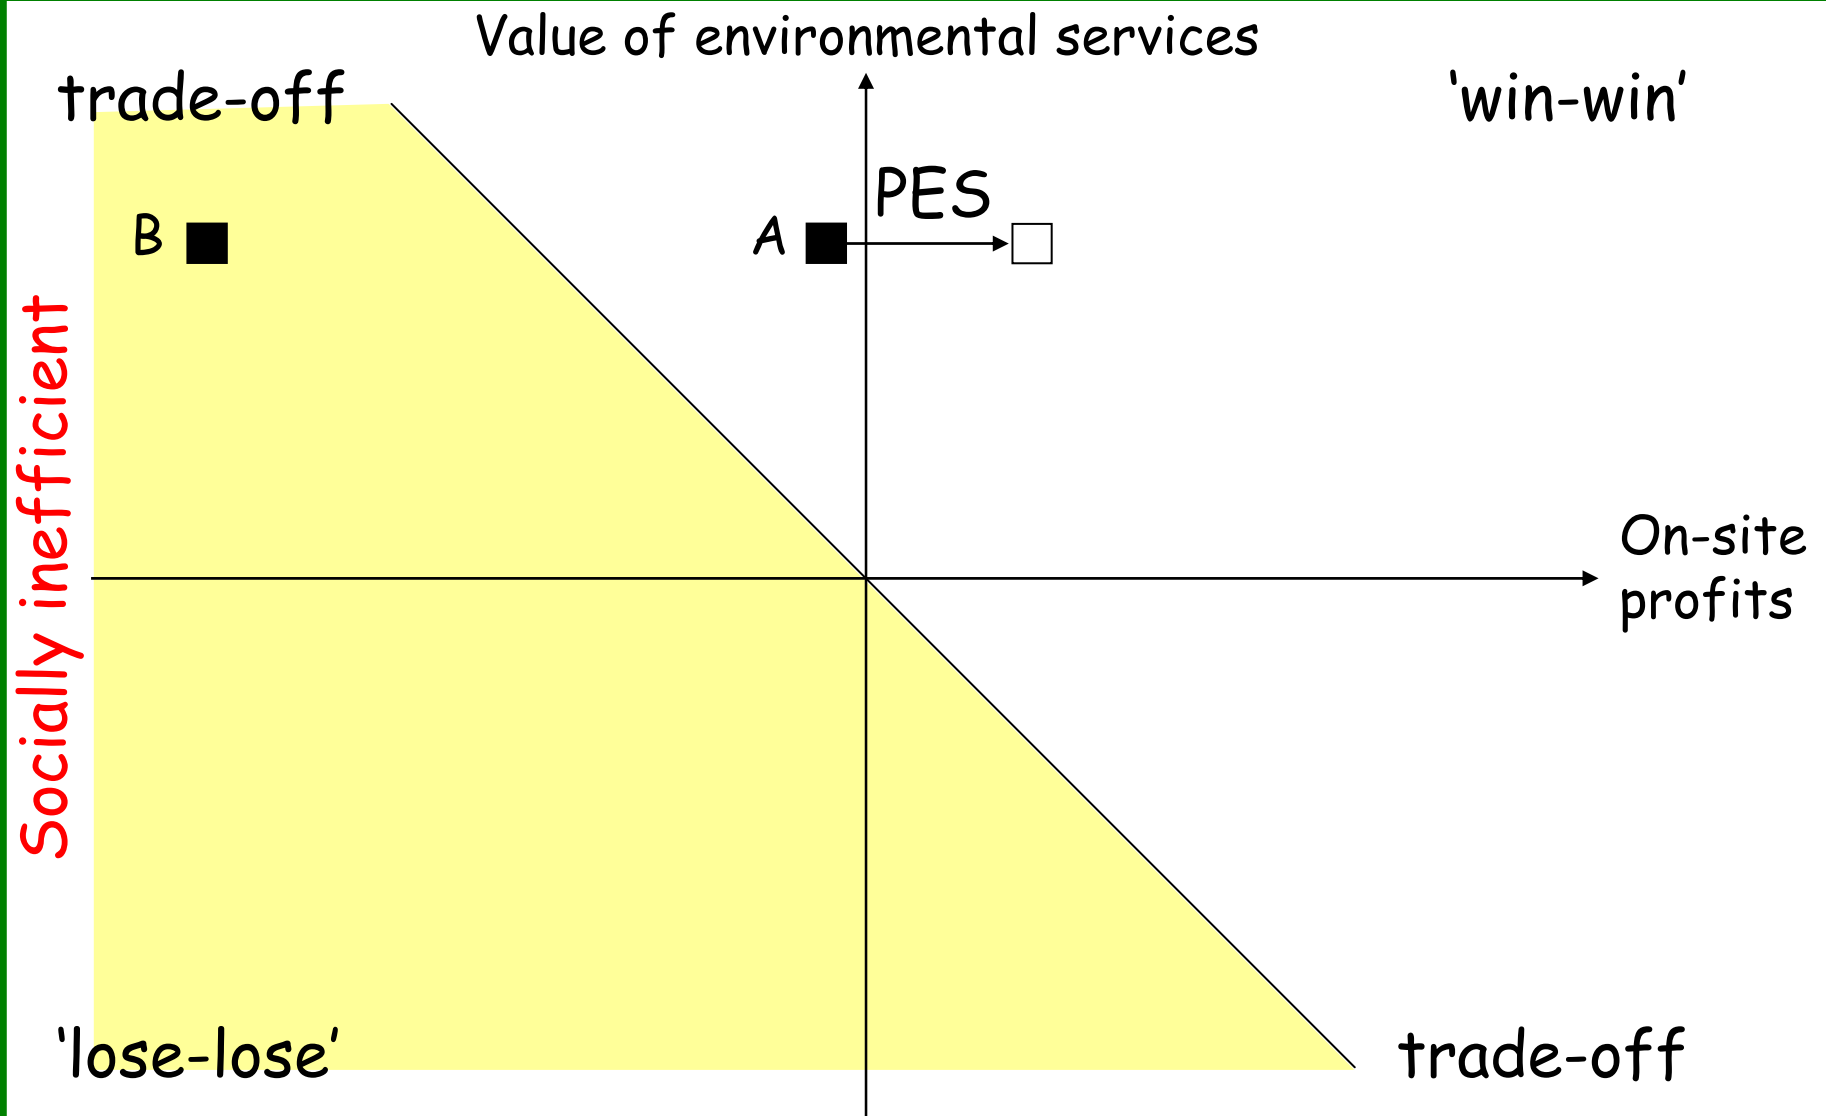 Value of environmental services
trade-off
‘win-win’
PES
B
A
Socially inefficient
On-site
profits
‘lose-lose’
trade-off